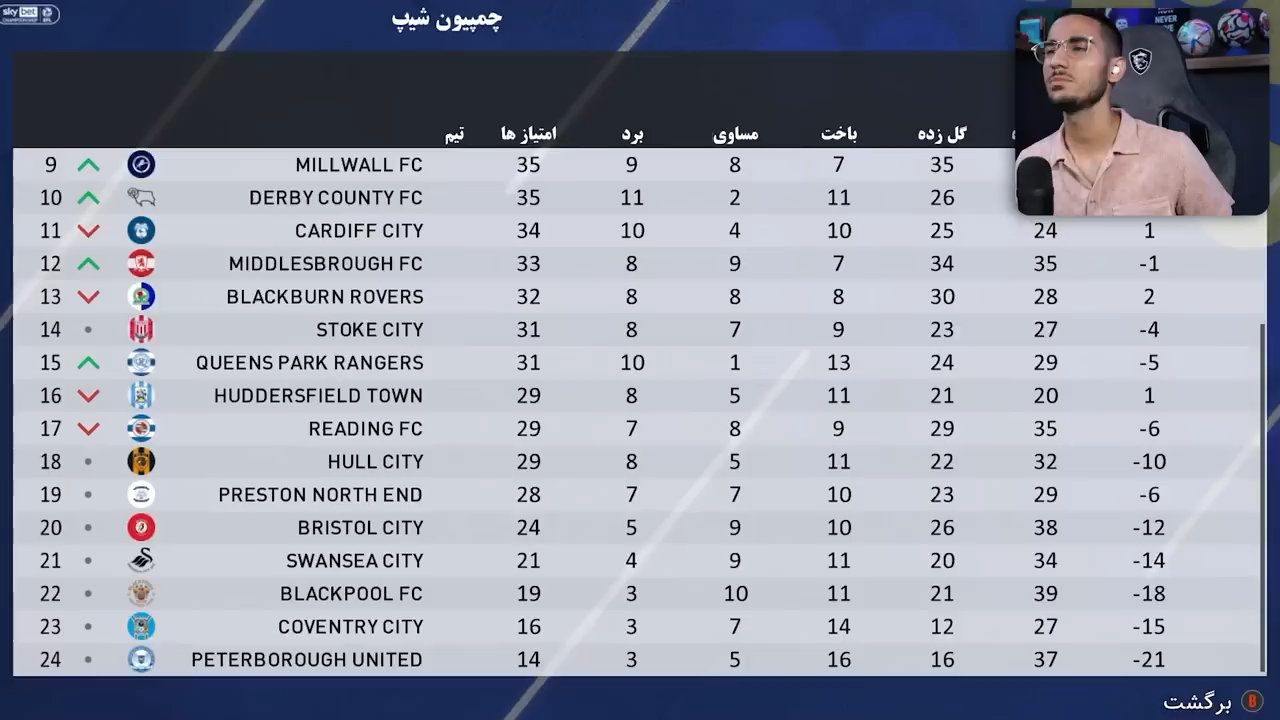 sky bet
چمپیون شیپ
NEVER
تیم امتیاز ها برد مساوی باخت گل زده
9 MILLWALL FC 35 9 8 7 35
10 DERBY COUNTY FC 35 11 2 11 26
11 CARDIFF CITY 34 10 4 10 25 24 1
12 MIDDLESBROUGH FC 33 8 9 7 34 35 -1
13 BLACKBURN ROVERS 32 8 8 8 30 28 2
14 STOKE CITY 31 8 7 9 23 27 -4
15 QUEENS PARK RANGERS 31 10 1 13 24 29 -5
16 HUDDERSFIELD TOWN 29 8 5 11 21 20 1
17 READING FC 29 7 8 9 29 35 -6
18 HULL CITY 29 8 5 11 22 32 -10
19 PRESTON NORTH END 28 7 7 10 23 29 -6
20 BRISTOL CITY 24 5 9 10 26 38 -12
21 SWANSEA CITY 21 4 9 11 20 34 -14
22 BLACKPOOL FC 19 3 10 11 21 39 -18
23 COVENTRY CITY 16 3 7 14 12 27 -15
24 PETERBOROUGH UNITED 14 3 5 16 16 37 -21
برگشت B